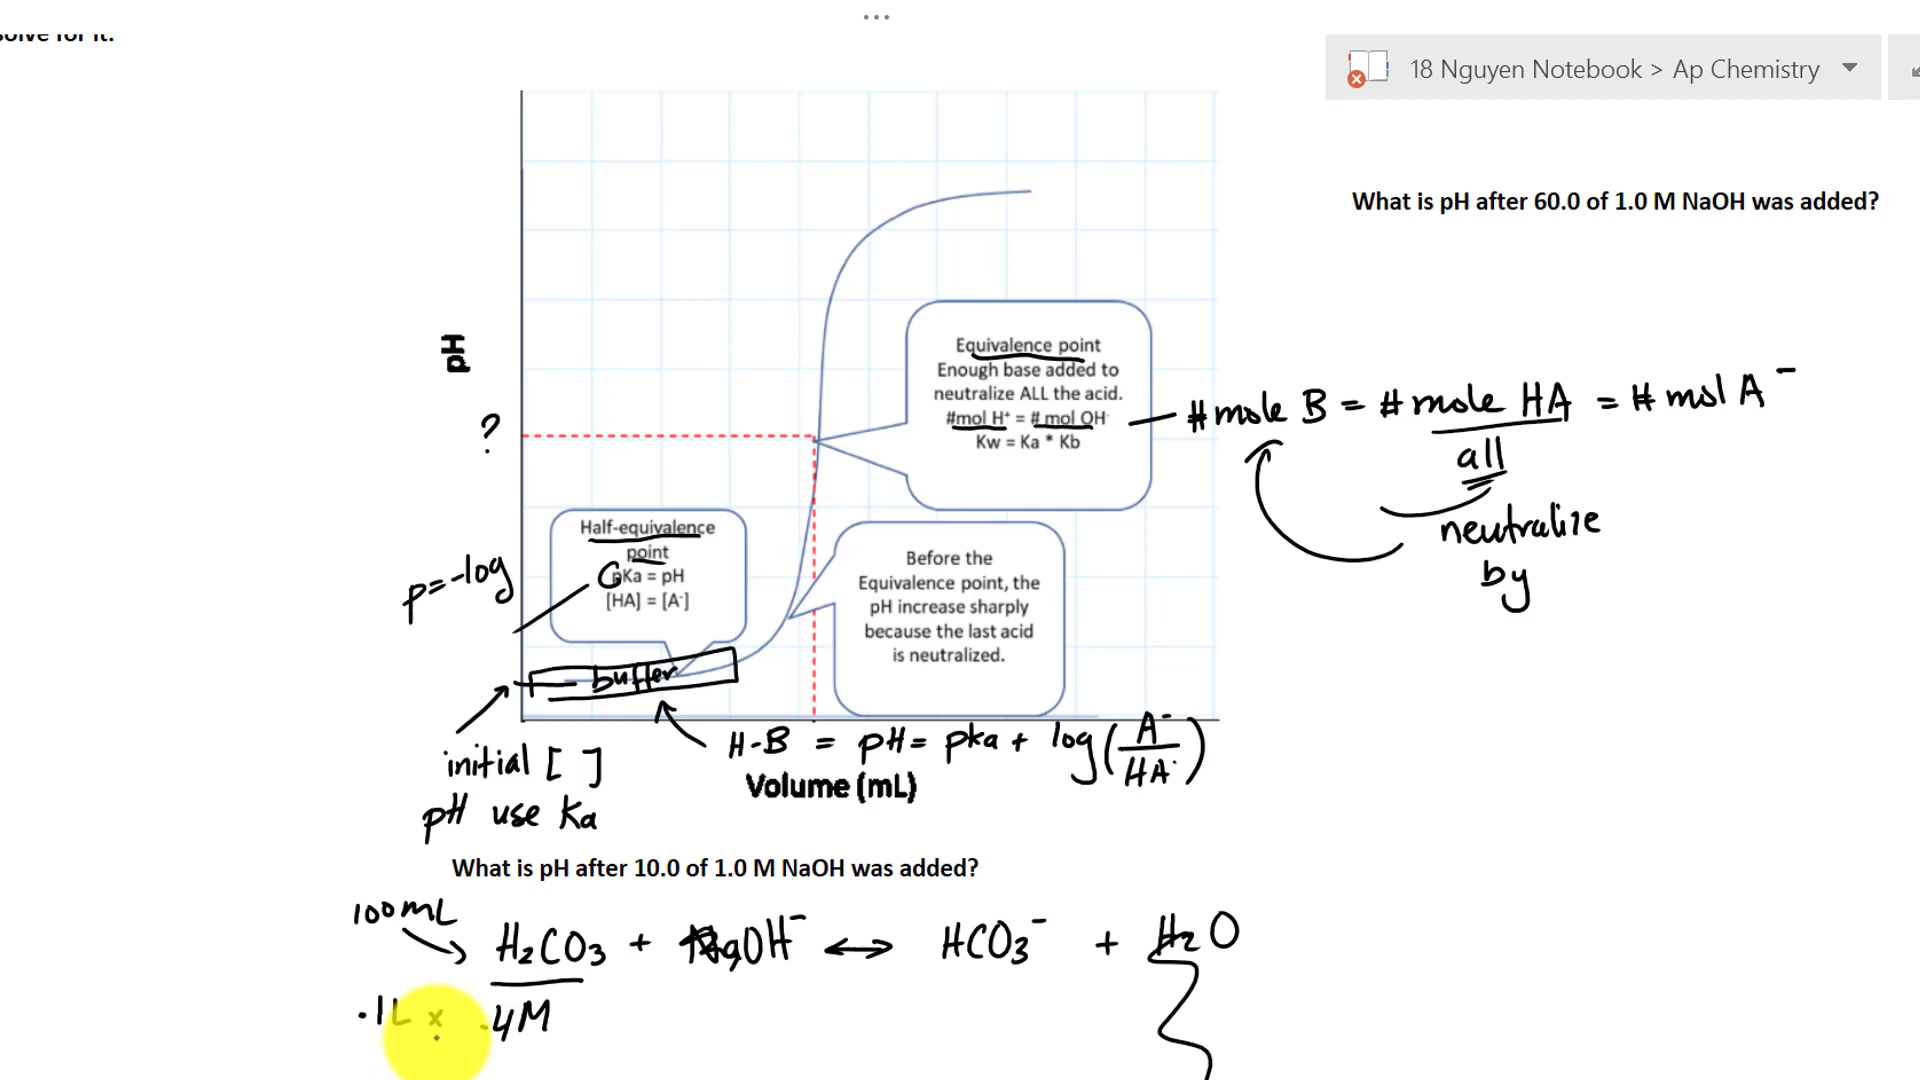 solve for it.
18 Nguyen Notebook > Ap Chemistry
What is pH after 60.0 of 1.0 M NaOH was added?
pH
?
Equivalence point
Enough base added to
neutralize ALL the acid.
#mol H⁺ = # mol OH⁻
Kw = Ka * Kb
#mole B = #mole HA = #mol A⁻
all
neutralize
by
Half-equivalence
point
pKa = pH
[HA] = [A⁻]
p=-log
Before the
Equivalence point, the
pH increase sharply
because the last acid
is neutralized.
buffer
initial [ ]
pH use Ka
H-B = pH = pka + log(A⁻/HA)
Volume (mL)
What is pH after 10.0 of 1.0 M NaOH was added?
100mL
H₂CO₃ + OH⁻ ↔ HCO₃⁻ + H₂O
.1L x .4M